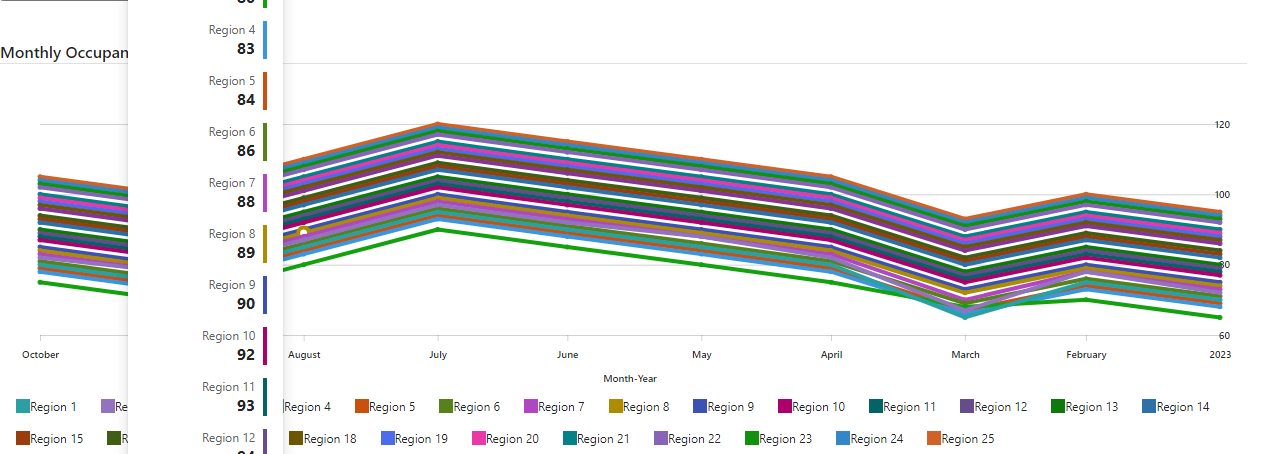 80
Region 4
83
Monthly Occupan
Region 5
84
Region 6
86
Region 7
88
Region 8
89
Region 9
90
Region 10
92
Region 11
93
Region 12
94
120
100
80
60
October
August
July
June
May
April
March
February
2023
Month-Year
Region 1
Re
Region 4
Region 5
Region 6
Region 7
Region 8
Region 9
Region 10
Region 11
Region 12
Region 13
Region 14
Region 15
R
Region 18
Region 19
Region 20
Region 21
Region 22
Region 23
Region 24
Region 25